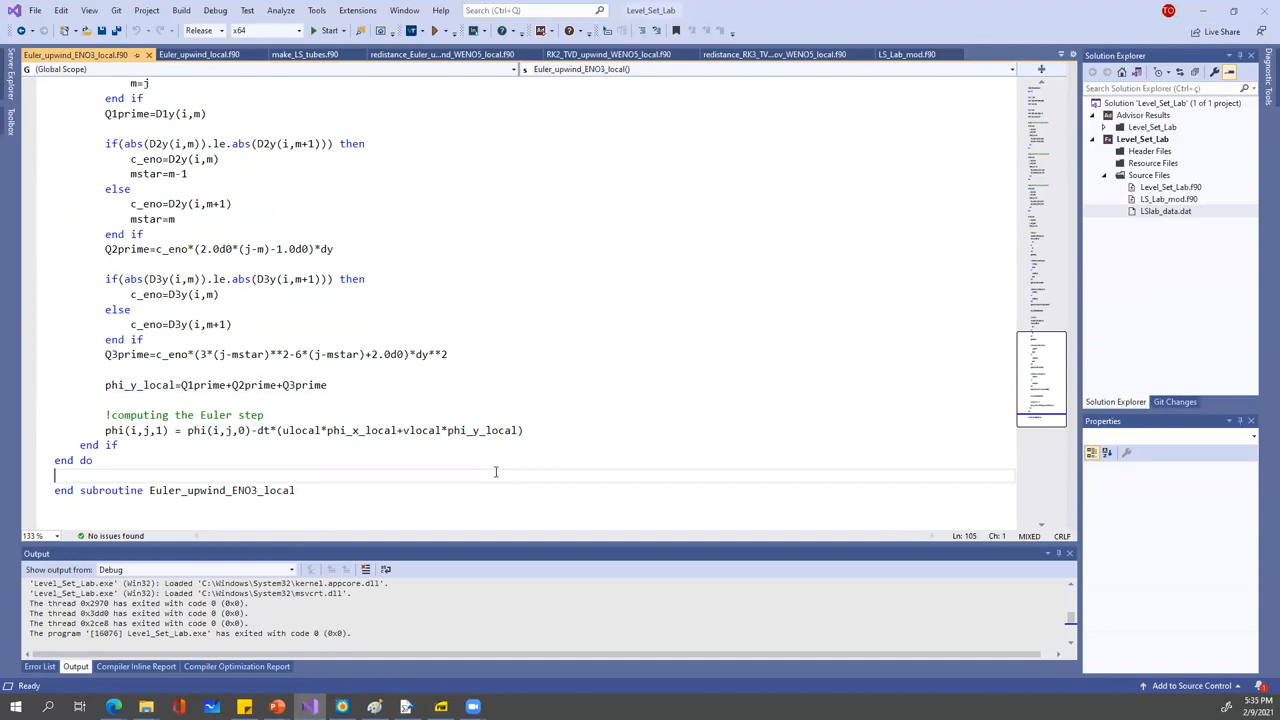 File Edit View Git Project Build Debug Test Analyze Tools Extensions Window Help Search (Ctrl+Q) Level_Set_Lab TO
Release x64 Start Live Share
Euler_upwind_ENO3_local.f90 Euler_upwind_local.f90 make_LS_tubes.f90 redistance_Euler_u...nd_WENO5_local.f90 RK2_TVD_upwind_WENO5_local.f90 redistance_RK3_TV...ov_WENO5_local.f90 LS_Lab_mod.f90
(Global Scope) Euler_upwind_ENO3_local()
m=j
end if
Q1prime=D1y(i,m)
if(abs(D2y(i,m)).le.abs(D2y(i,m+1))) then
c_eno=D2y(i,m)
mstar=m-1
else
c_eno=D2y(i,m+1)
mstar=m
end if
Q2prime=c_eno*(2.0d0*(j-m)-1.0d0)*dy
if(abs(D3y(i,m)).le.abs(D3y(i,m+1))) then
c_eno=D3y(i,m)
else
c_eno=D3y(i,m+1)
end if
Q3prime=c_eno*(3*(j-mstar)**2-6*(j-mstar)+2.0d0)*dy**2
phi_y_local=Q1prime+Q2prime+Q3prime
!computing the Euler step
phi(i,j,1) = phi(i,j,0)-dt*(ulocal*phi_x_local+vlocal*phi_y_local)
end if
end do
end subroutine Euler_upwind_ENO3_local
133 % No issues found Ln: 105 Ch: 1 MIXED CRLF
Output
Show output from: Debug
'Level_Set_Lab.exe' (Win32): Loaded 'C:\Windows\System32\kernel.appcore.dll'.
'Level_Set_Lab.exe' (Win32): Loaded 'C:\Windows\System32\msvcrt.dll'.
The thread 0x2970 has exited with code 0 (0x0).
The thread 0x3dd0 has exited with code 0 (0x0).
The thread 0x2ce8 has exited with code 0 (0x0).
The program '[16076] Level_Set_Lab.exe' has exited with code 0 (0x0).
Error List Output Compiler Inline Report Compiler Optimization Report
Ready Add to Source Control
Server Explorer
Toolbox
Diagnostic Tools
Solution Explorer
Search Solution Explorer (Ctrl+ç)
Solution 'Level_Set_Lab' (1 of 1 project)
Advisor Results
Level_Set_Lab
Level_Set_Lab
Header Files
Resource Files
Source Files
Level_Set_Lab.f90
LS_Lab_mod.f90
LSlab_data.dat
Solution Explorer Git Changes
Properties
5:35 PM
2/9/2021